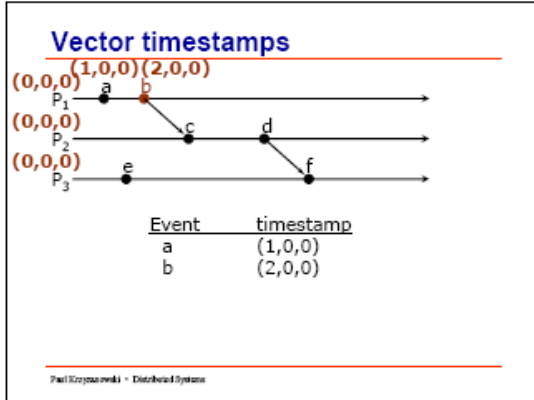 Vector timestamps
(1,0,0)(2,0,0)
(0,0,0) a b
P1
(0,0,0) c d
P2
(0,0,0) e f
P3
Event timestamp
a (1,0,0)
b (2,0,0)
Paul Krzyzanowski • Distributed Systems